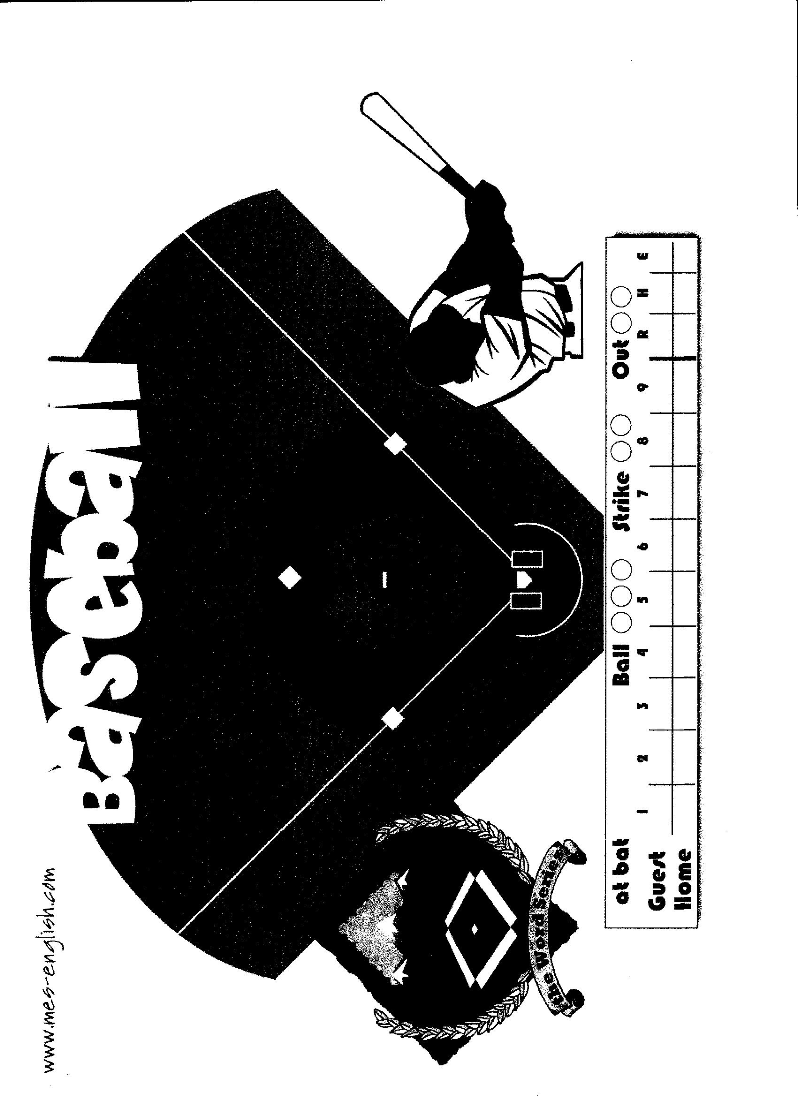 www.mes-english.com
Baseball
the Word Series
at bat Ball Strike Out
1 2 3 4 5 6 7 8 9 R H E
Guest
Home